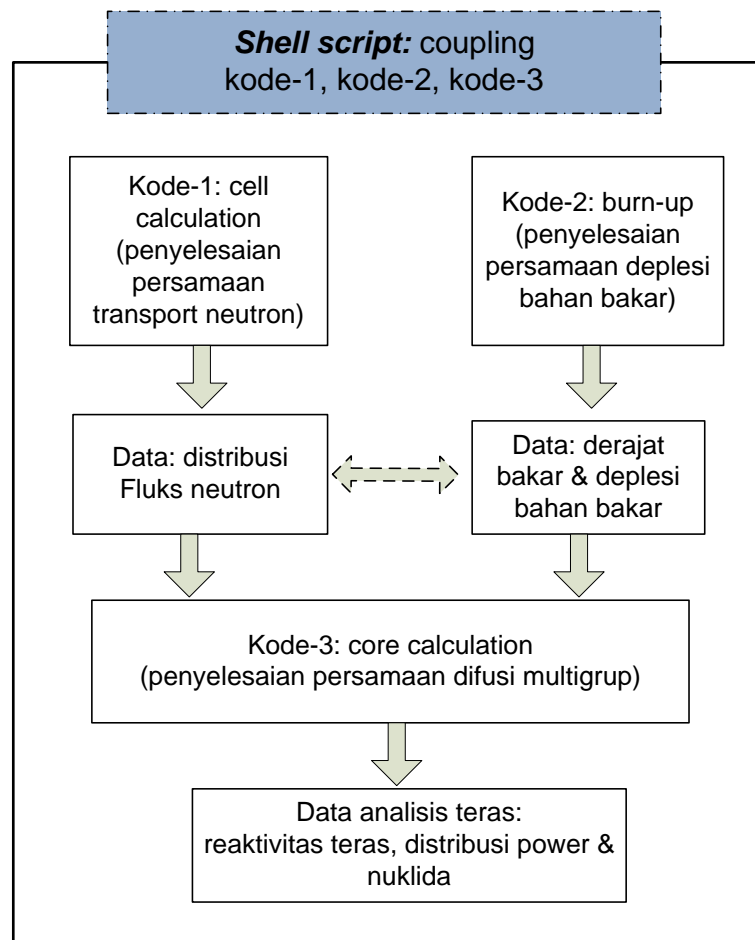 Shell script: coupling
kode-1, kode-2, kode-3
Kode-1: cell
calculation
(penyelesaian
persamaan
transport neutron)
Kode-2: burn-up
(penyelesaian
persamaan deplesi
bahan bakar)
Data: distribusi
Fluks neutron
Data: derajat
bakar & deplesi
bahan bakar
Kode-3: core calculation
(penyelesaian persamaan difusi multigrup)
Data analisis teras:
reaktivitas teras, distribusi power &
nuklida